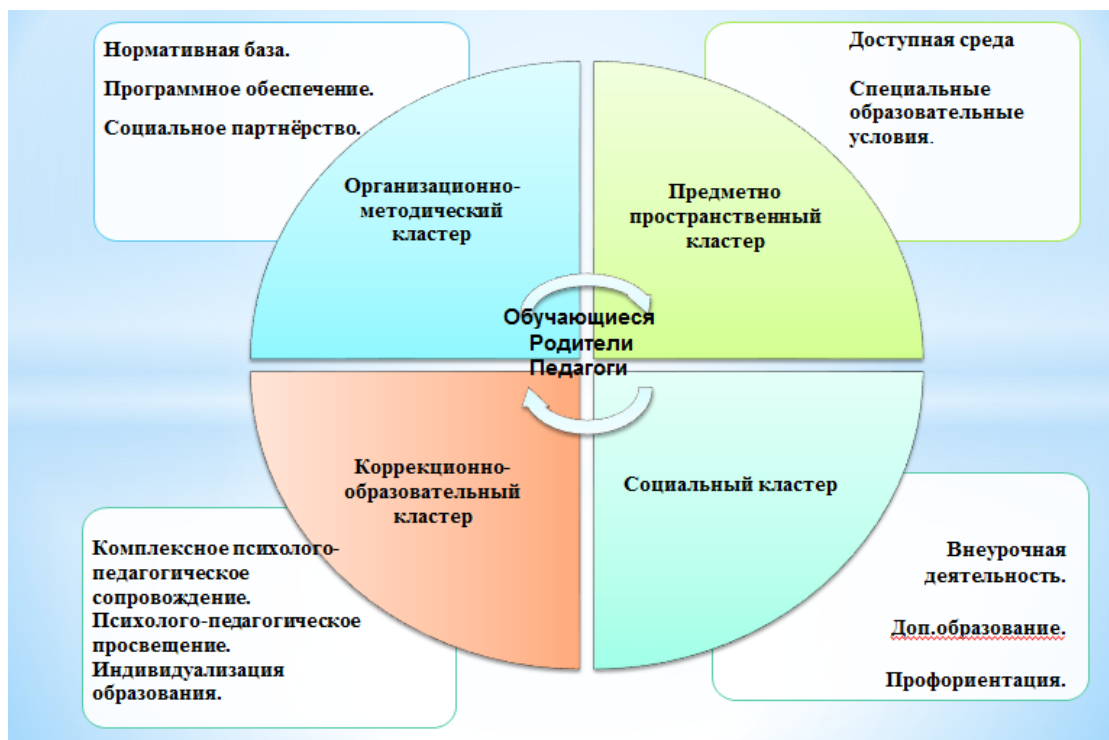 Нормативная база.
Программное обеспечение.
Социальное партнёрство.
Доступная среда
Специальные
образовательные
условия.
Организационно-
методический
кластер
Предметно
пространственный
кластер
Обучающиеся
Родители
Педагоги
Коррекционно-
образовательный
кластер
Социальный кластер
Комплексное психолого-
педагогическое
сопровождение.
Психолого-педагогическое
просвещение.
Индивидуализация
образования.
Внеурочная
деятельность.
Доп.образование.
Профориентация.